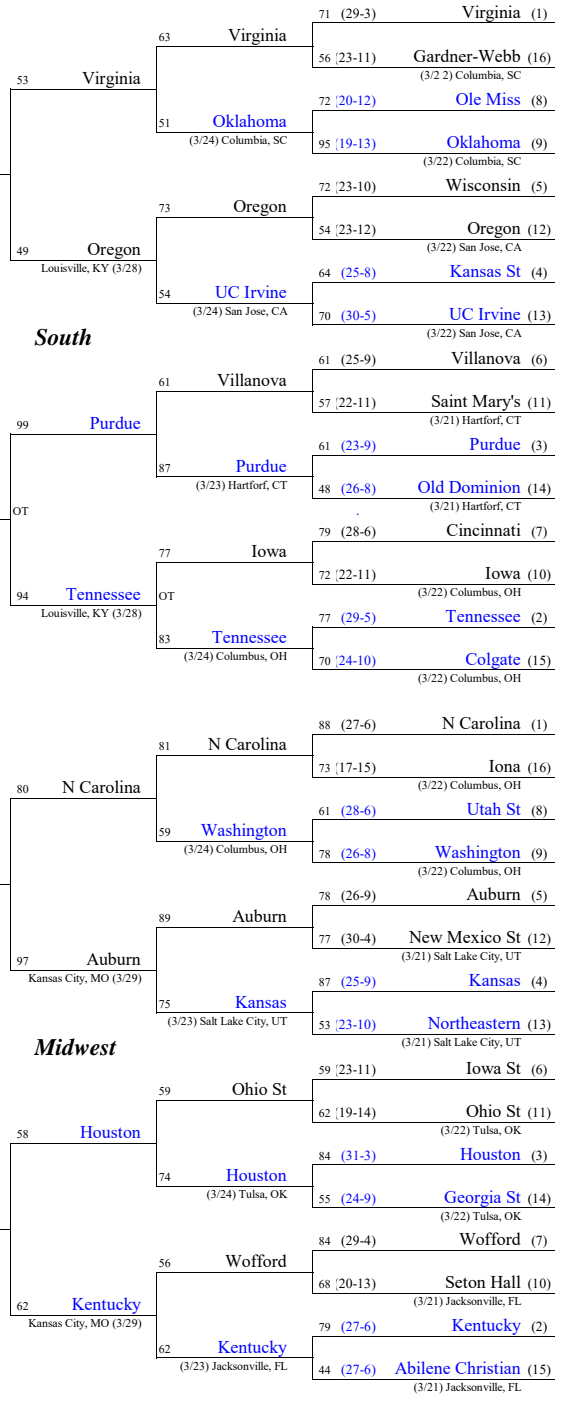 71 (29-3) Virginia (1)
63 Virginia
56 (23-11) Gardner-Webb (16)
(3/2 2) Columbia, SC
53 Virginia
72 (20-12) Ole Miss (8)
51 Oklahoma
(3/24) Columbia, SC
95 (19-13) Oklahoma (9)
(3/22) Columbia, SC
72 (23-10) Wisconsin (5)
73 Oregon
54 (23-12) Oregon (12)
(3/22) San Jose, CA
49 Oregon
Louisville, KY (3/28)
64 (25-8) Kansas St (4)
54 UC Irvine
(3/24) San Jose, CA
70 (30-5) UC Irvine (13)
(3/22) San Jose, CA
South
61 (25-9) Villanova (6)
61 Villanova
57 (22-11) Saint Mary's (11)
(3/21) Hartforf, CT
99 Purdue
61 (23-9) Purdue (3)
87 Purdue
(3/23) Hartforf, CT
48 (26-8) Old Dominion (14)
(3/21) Hartforf, CT
OT
.
79 (28-6) Cincinnati (7)
77 Iowa
72 (22-11) Iowa (10)
(3/22) Columbus, OH
94 Tennessee
Louisville, KY (3/28)
OT
77 (29-5) Tennessee (2)
83 Tennessee
(3/24) Columbus, OH
70 (24-10) Colgate (15)
(3/22) Columbus, OH
88 (27-6) N Carolina (1)
81 N Carolina
73 (17-15) Iona (16)
(3/22) Columbus, OH
80 N Carolina
61 (28-6) Utah St (8)
59 Washington
(3/24) Columbus, OH
78 (26-8) Washington (9)
(3/22) Columbus, OH
78 (26-9) Auburn (5)
89 Auburn
77 (30-4) New Mexico St (12)
(3/21) Salt Lake City, UT
97 Auburn
Kansas City, MO (3/29)
87 (25-9) Kansas (4)
75 Kansas
(3/23) Salt Lake City, UT
53 (23-10) Northeastern (13)
(3/21) Salt Lake City, UT
Midwest
59 (23-11) Iowa St (6)
59 Ohio St
62 (19-14) Ohio St (11)
(3/22) Tulsa, OK
58 Houston
84 (31-3) Houston (3)
74 Houston
(3/24) Tulsa, OK
55 (24-9) Georgia St (14)
(3/22) Tulsa, OK
84 (29-4) Wofford (7)
56 Wofford
68 (20-13) Seton Hall (10)
(3/21) Jacksonville, FL
62 Kentucky
Kansas City, MO (3/29)
79 (27-6) Kentucky (2)
62 Kentucky
(3/23) Jacksonville, FL
44 (27-6) Abilene Christian (15)
(3/21) Jacksonville, FL